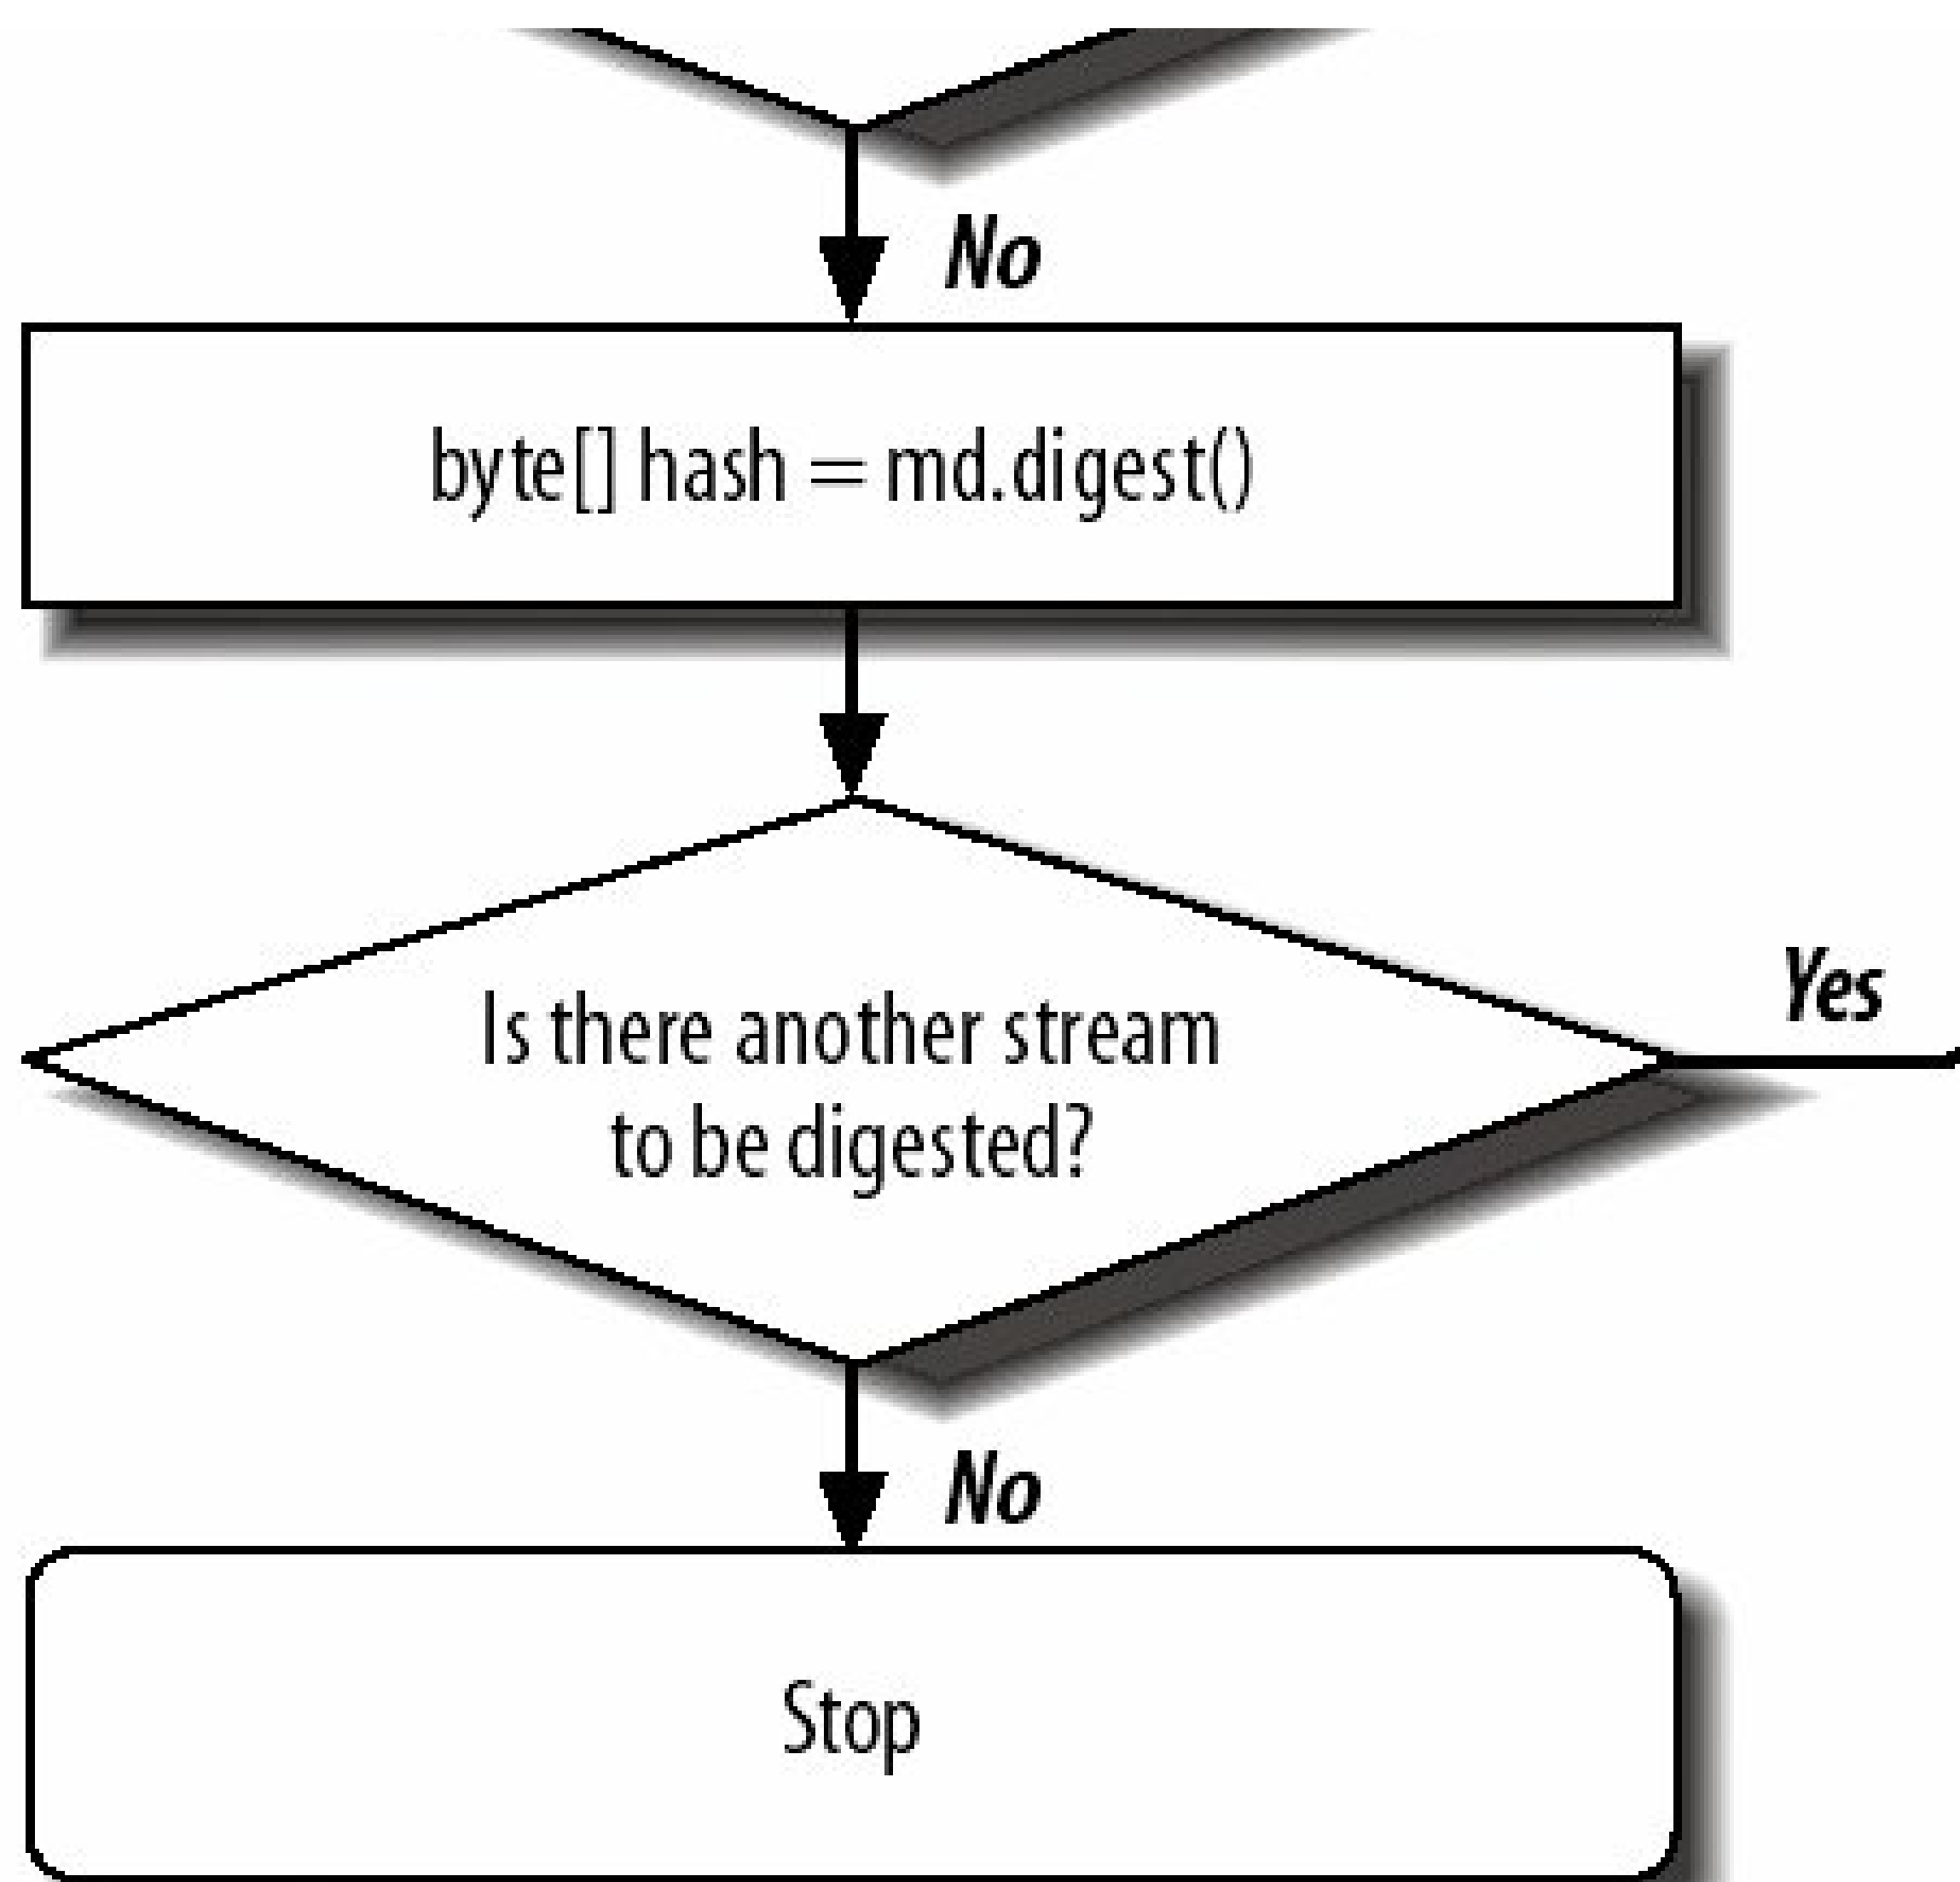 No
byte[] hash = md.digest()
Is there another stream
to be digested?
Yes
No
Stop